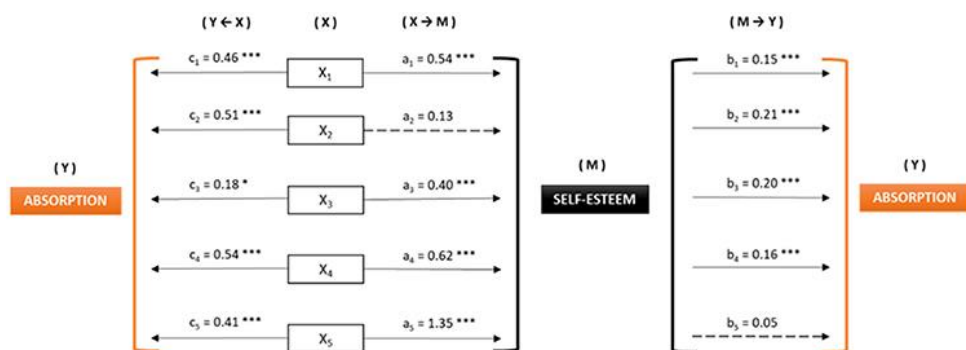 ( Y ← X ) ( X ) ( X → M ) ( M → Y )
c₁ = 0.46 *** X₁ a₁ = 0.54 *** b₁ = 0.15 ***
c₂ = 0.51 *** X₂ a₂ = 0.13 b₂ = 0.21 ***
( Y ) ( M ) ( Y )
c₃ = 0.18 * X₃ a₃ = 0.40 *** b₃ = 0.20 ***
ABSORPTION SELF-ESTEEM ABSORPTION
c₄ = 0.54 *** X₄ a₄ = 0.62 *** b₄ = 0.16 ***
c₅ = 0.41 *** X₅ a₅ = 1.35 *** b₅ = 0.05